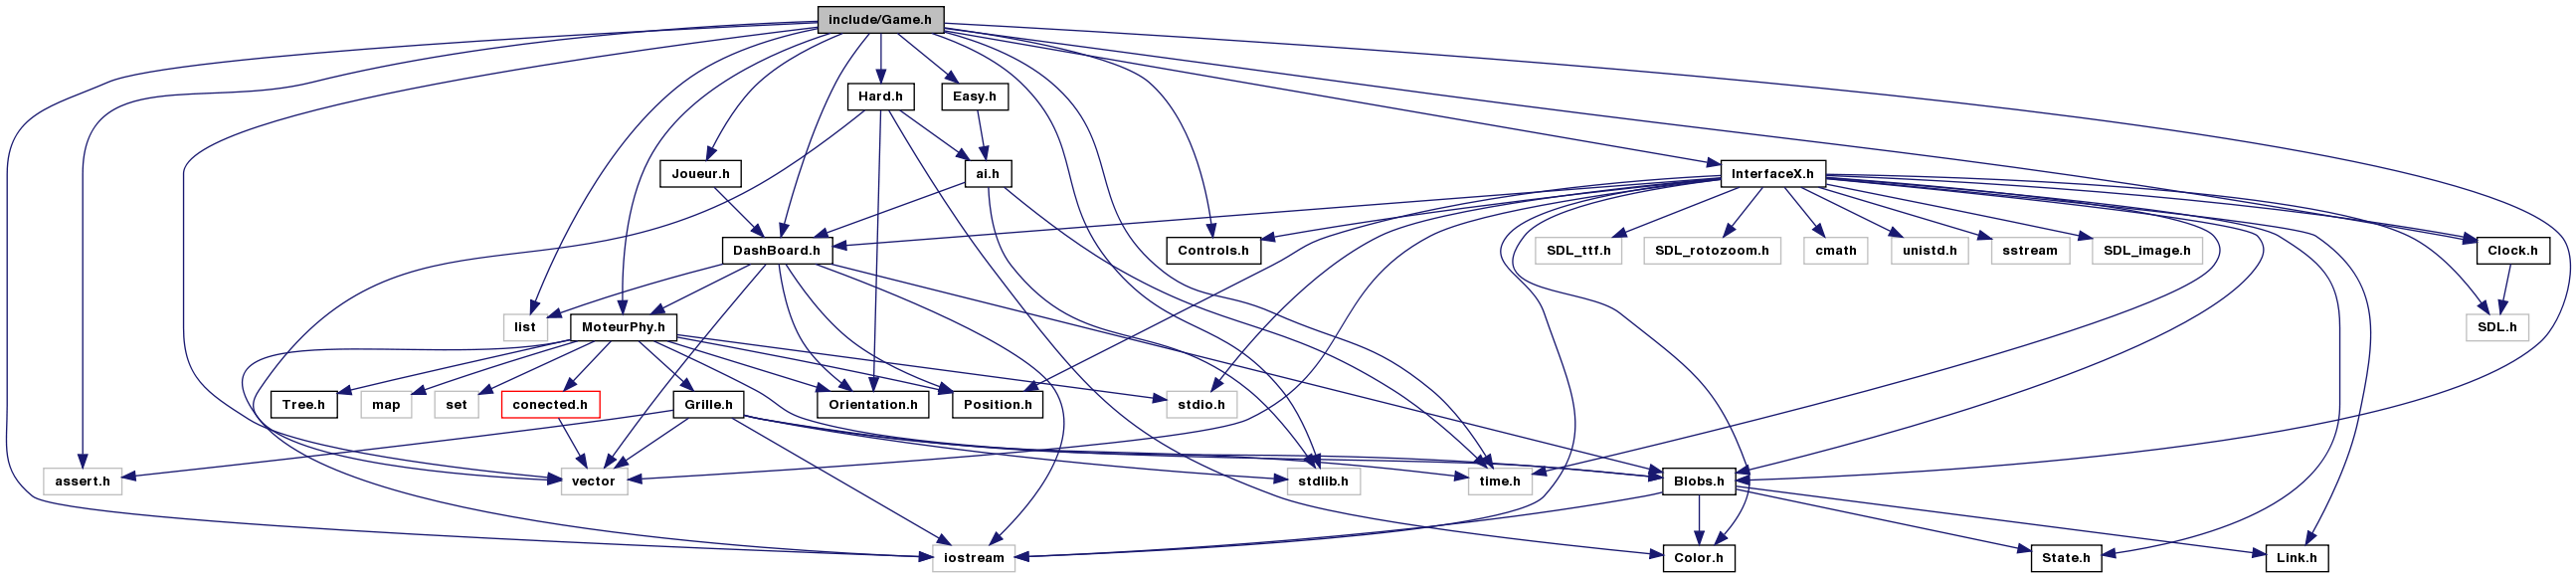 include/Game.h
Hard.h
Easy.h
Joueur.h
ai.h
InterfaceX.h
DashBoard.h
Controls.h
SDL_ttf.h
SDL_rotozoom.h
cmath
unistd.h
sstream
SDL_image.h
Clock.h
list
MoteurPhy.h
SDL.h
Tree.h
map
set
conected.h
Grille.h
Orientation.h
Position.h
stdio.h
assert.h
vector
stdlib.h
time.h
Blobs.h
iostream
Color.h
State.h
Link.h